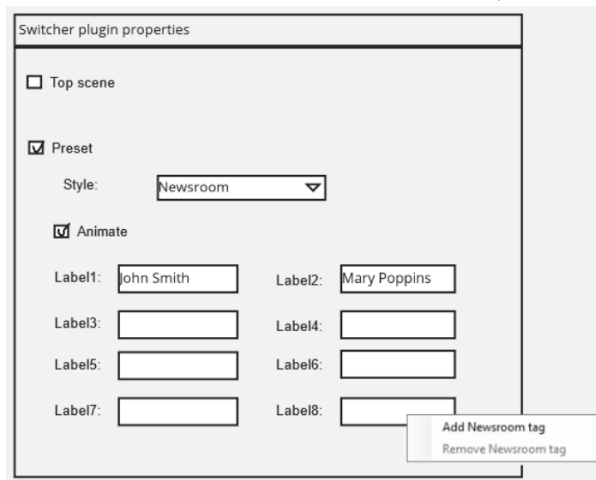 Switcher plugin properties
Top scene
Preset
Style: Newsroom
Animate
Label1: John Smith Label2: Mary Poppins
Label3: Label4:
Label5: Label6:
Label7: Label8:
Add Newsroom tag
Remove Newsroom tag